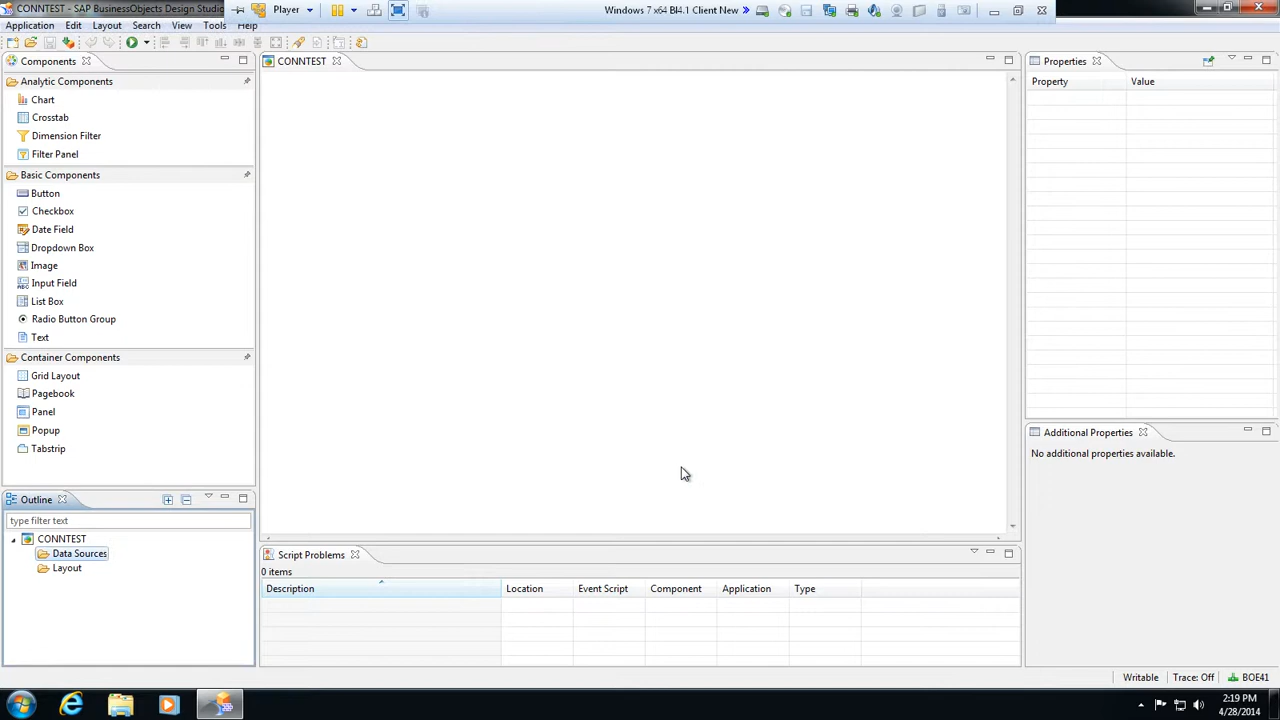 CONNTEST - SAP BusinessObjects Design Studio
Player
Windows 7 x64 BI4.1 Client New
Application Edit Layout Search View Tools Help
Components
Analytic Components
Chart
Crosstab
Dimension Filter
Filter Panel
Basic Components
Button
Checkbox
Date Field
Dropdown Box
Image
Input Field
List Box
Radio Button Group
Text
Container Components
Grid Layout
Pagebook
Panel
Popup
Tabstrip
Outline
type filter text
CONNTEST
Data Sources
Layout
CONNTEST
Script Problems
0 items
Description Location Event Script Component Application Type
Properties
Property Value
Additional Properties
No additional properties available.
Writable Trace: Off BOE41
2:19 PM
4/28/2014